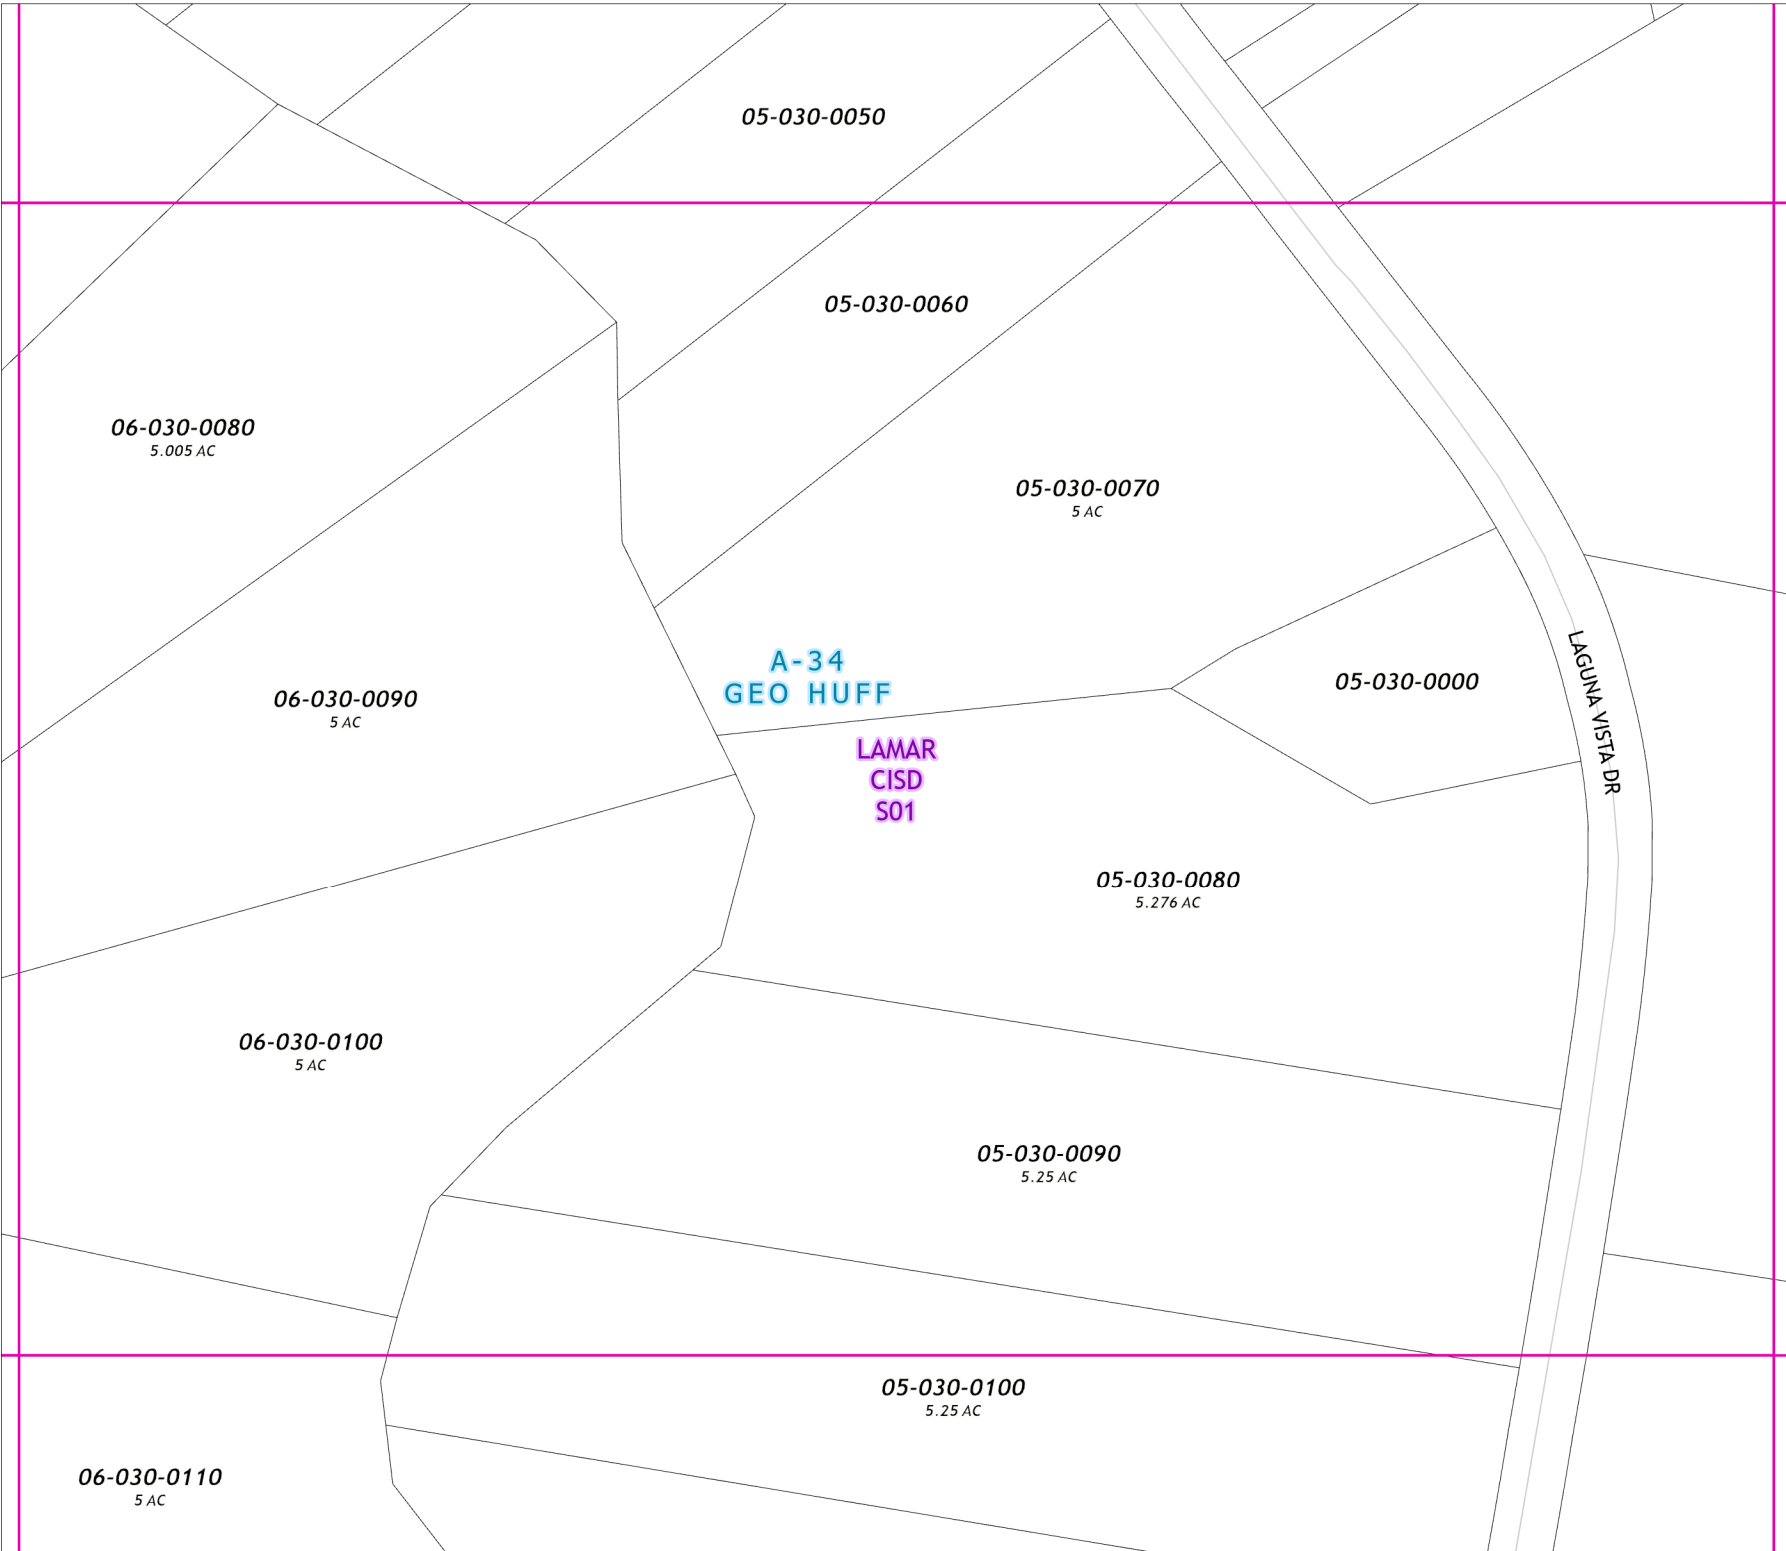 05-030-0050
05-030-0060
06-030-0080
5.005 AC
05-030-0070
5 AC
A-34
GEO HUFF
05-030-0000
LAGUNA VISTA DR
06-030-0090
5 AC
LAMAR
CISD
S01
05-030-0080
5.276 AC
06-030-0100
5 AC
05-030-0090
5.25 AC
05-030-0100
5.25 AC
06-030-0110
5 AC